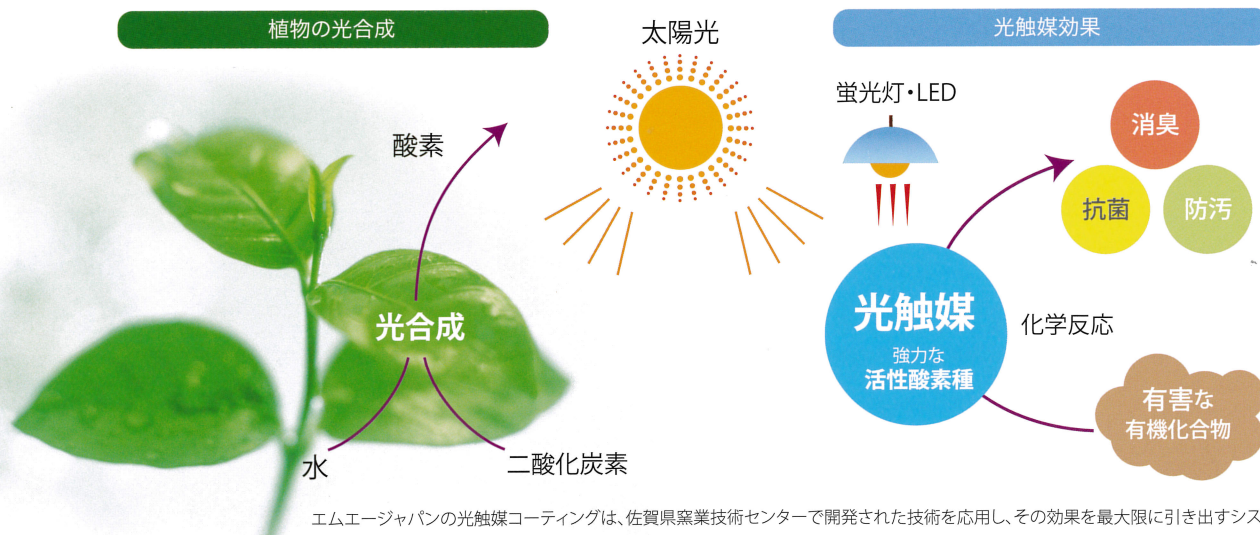 植物の光合成
太陽光
光触媒効果
蛍光灯・LED
酸素
消臭
抗菌
防汚
光合成
光触媒
強力な
活性酸素種
化学反応
有害な
有機化合物
水
二酸化炭素
エムエージャパンの光触媒コーティングは、佐賀県窯業技術センターで開発された技術を応用し、その効果を最大限に引き出すシス